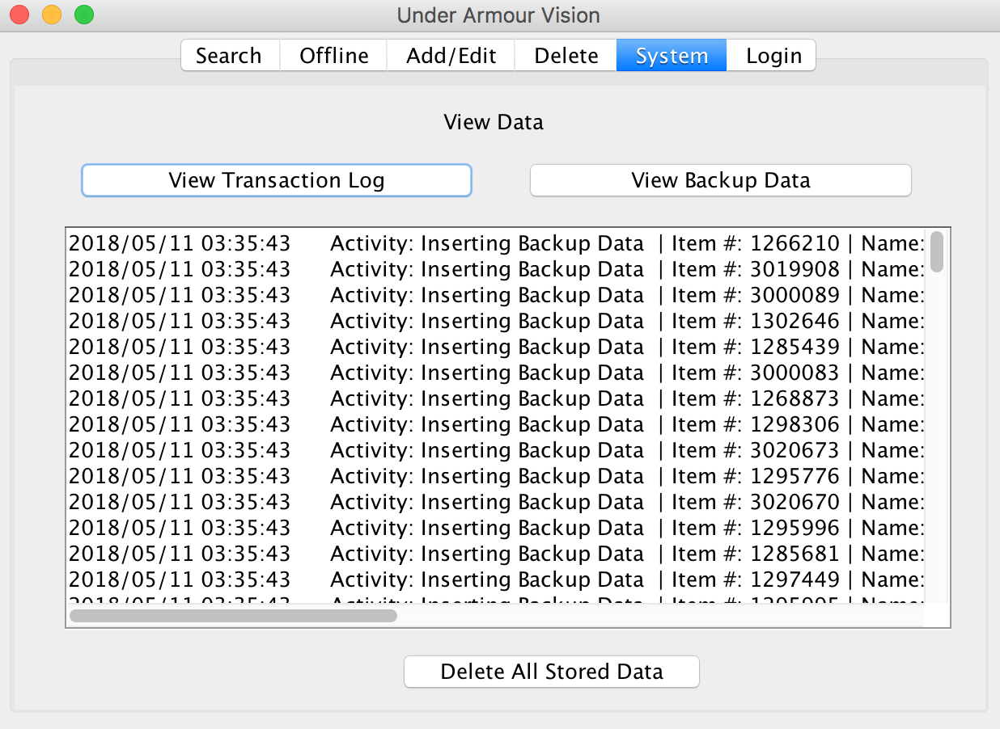 Under Armour Vision
Search Offline Add/Edit Delete System Login
View Data
View Transaction Log View Backup Data
2018/05/11 03:35:43 Activity: Inserting Backup Data | Item #: 1266210 | Name:
2018/05/11 03:35:43 Activity: Inserting Backup Data | Item #: 3019908 | Name:
2018/05/11 03:35:43 Activity: Inserting Backup Data | Item #: 3000089 | Name:
2018/05/11 03:35:43 Activity: Inserting Backup Data | Item #: 1302646 | Name:
2018/05/11 03:35:43 Activity: Inserting Backup Data | Item #: 1285439 | Name:
2018/05/11 03:35:43 Activity: Inserting Backup Data | Item #: 3000083 | Name:
2018/05/11 03:35:43 Activity: Inserting Backup Data | Item #: 1268873 | Name:
2018/05/11 03:35:43 Activity: Inserting Backup Data | Item #: 1298306 | Name:
2018/05/11 03:35:43 Activity: Inserting Backup Data | Item #: 3020673 | Name:
2018/05/11 03:35:43 Activity: Inserting Backup Data | Item #: 1295776 | Name:
2018/05/11 03:35:43 Activity: Inserting Backup Data | Item #: 3020670 | Name:
2018/05/11 03:35:43 Activity: Inserting Backup Data | Item #: 1295996 | Name:
2018/05/11 03:35:43 Activity: Inserting Backup Data | Item #: 1285681 | Name:
2018/05/11 03:35:43 Activity: Inserting Backup Data | Item #: 1297449 | Name:
Delete All Stored Data